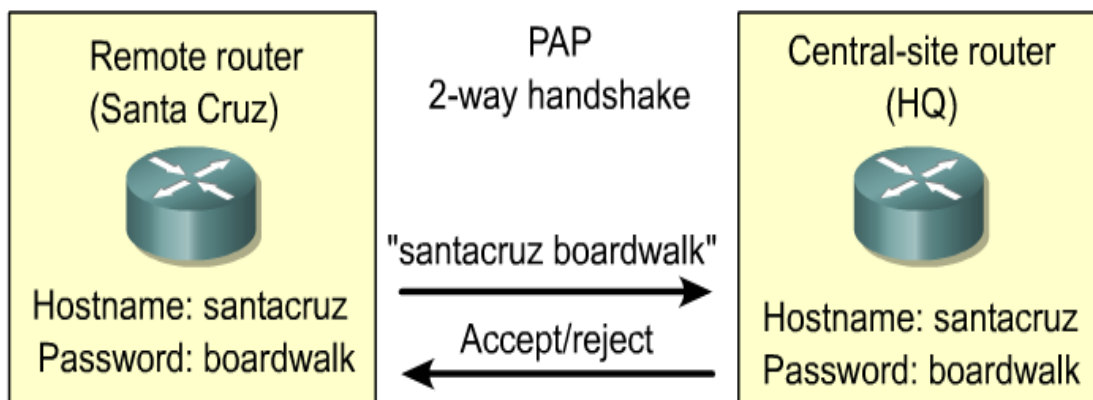 Remote router
(Santa Cruz)
Hostname: santacruz
Password: boardwalk
PAP
2-way handshake
"santacruz boardwalk"
Accept/reject
Central-site router
(HQ)
Hostname: santacruz
Password: boardwalk